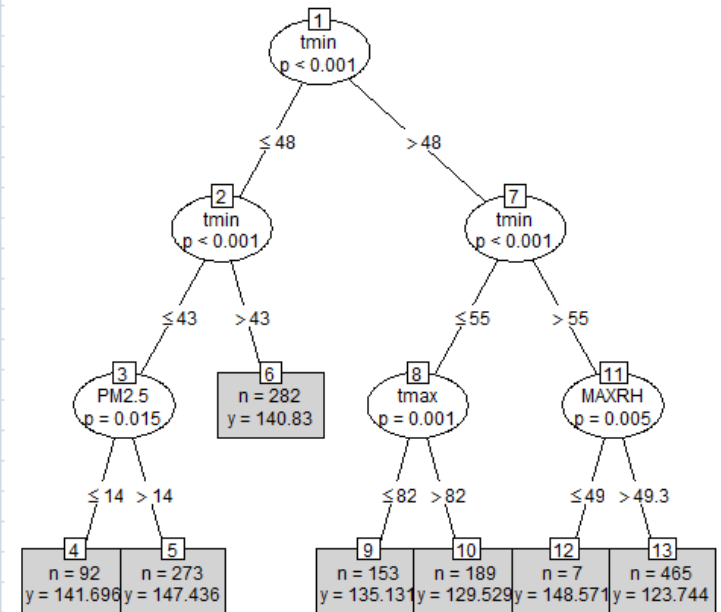 1
tmin
p < 0.001
≤ 48
> 48
2
tmin
p < 0.001
7
tmin
p < 0.001
≤ 43
> 43
≤ 55
> 55
3
PM2.5
p = 0.015
6
n = 282
y = 140.83
8
tmax
p = 0.001
11
MAXRH
p = 0.005
≤ 14
> 14
≤ 82
> 82
≤ 49
> 49.3
4
n = 92
y = 141.696
5
n = 273
y = 147.436
9
n = 153
y = 135.131
10
n = 189
y = 129.529
12
n = 7
y = 148.571
13
n = 465
y = 123.744